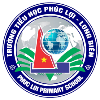 TRƯỜNG TIỂU HỌC PHÚC LỢI - LONG BIÊN
PHUC LOI PRIMARY SCHOOL